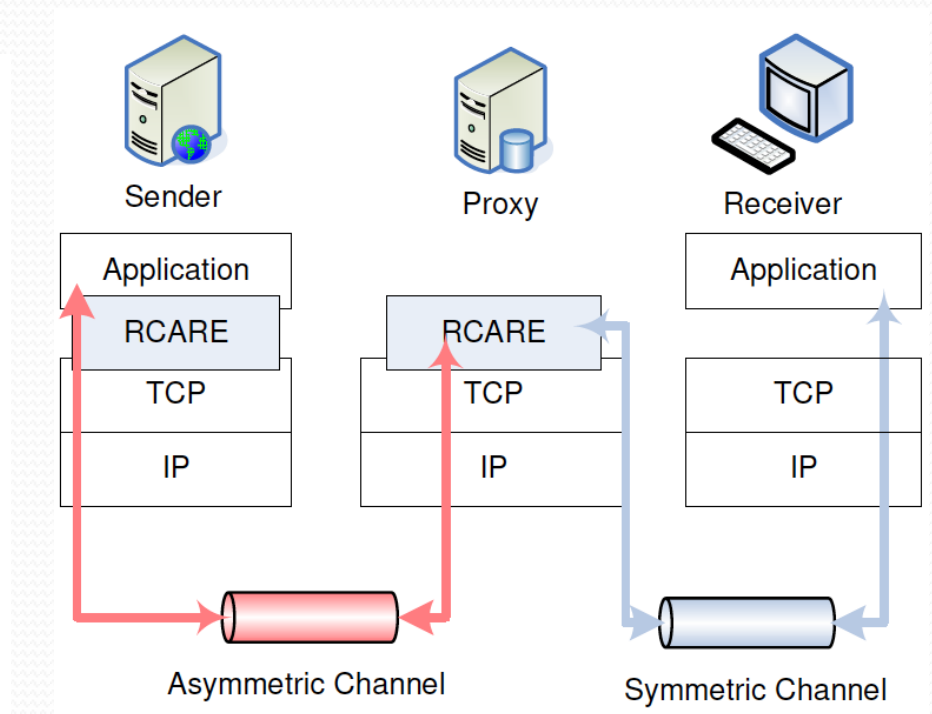 Sender
Proxy
Receiver
Application
Application
RCARE
RCARE
TCP
TCP
TCP
IP
IP
IP
Asymmetric Channel
Symmetric Channel